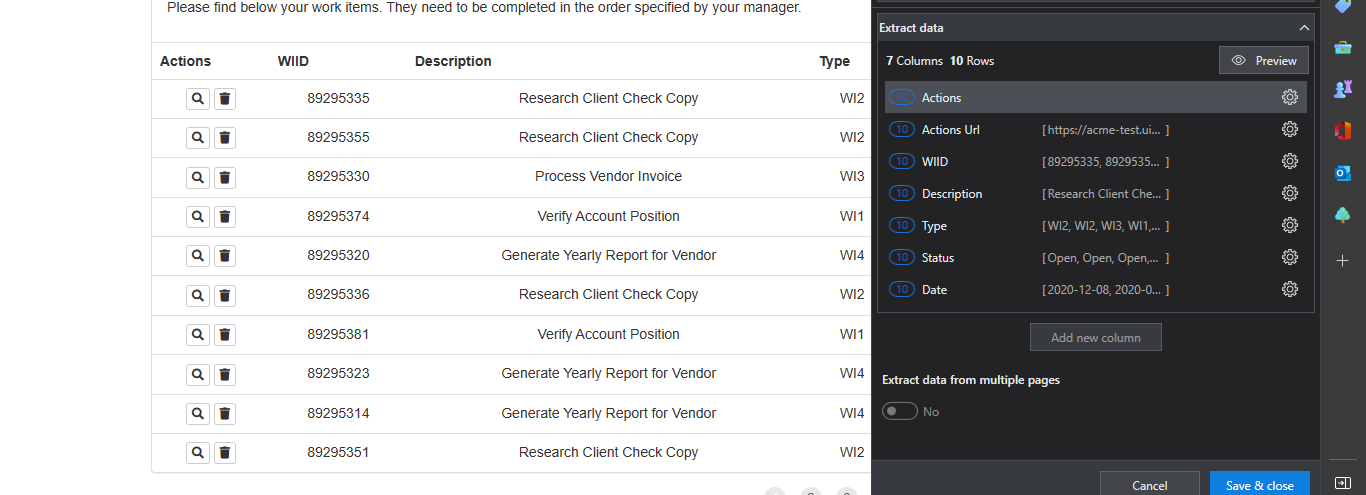 Please find below your work items. They need to be completed in the order specified by your manager.
Actions WIID Description Type
89295335 Research Client Check Copy WI2
89295355 Research Client Check Copy WI2
89295330 Process Vendor Invoice WI3
89295374 Verify Account Position WI1
89295320 Generate Yearly Report for Vendor WI4
89295336 Research Client Check Copy WI2
89295381 Verify Account Position WI1
89295323 Generate Yearly Report for Vendor WI4
89295314 Generate Yearly Report for Vendor WI4
89295351 Research Client Check Copy WI2
Extract data
7 Columns 10 Rows Preview
10 Actions
10 Actions Url [https://acme-test.ui... ]
10 WIID [89295335, 8929535... ]
10 Description [Research Client Che... ]
10 Type [WI2, WI2, WI3, WI1,... ]
10 Status [Open, Open, Open,... ]
10 Date [2020-12-08, 2020-0... ]
Add new column
Extract data from multiple pages
No
Cancel Save & close